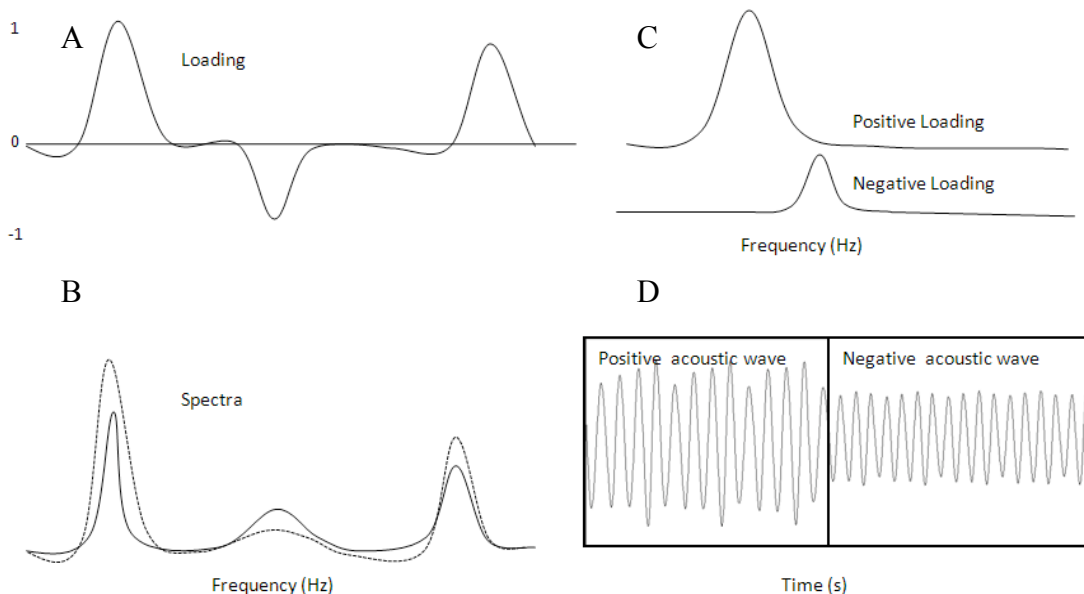 A
1
Loading
0
-1
B
Spectra
Frequency (Hz)
C
Positive Loading
Negative Loading
Frequency (Hz)
D
Positive acoustic wave
Negative acoustic wave
Time (s)